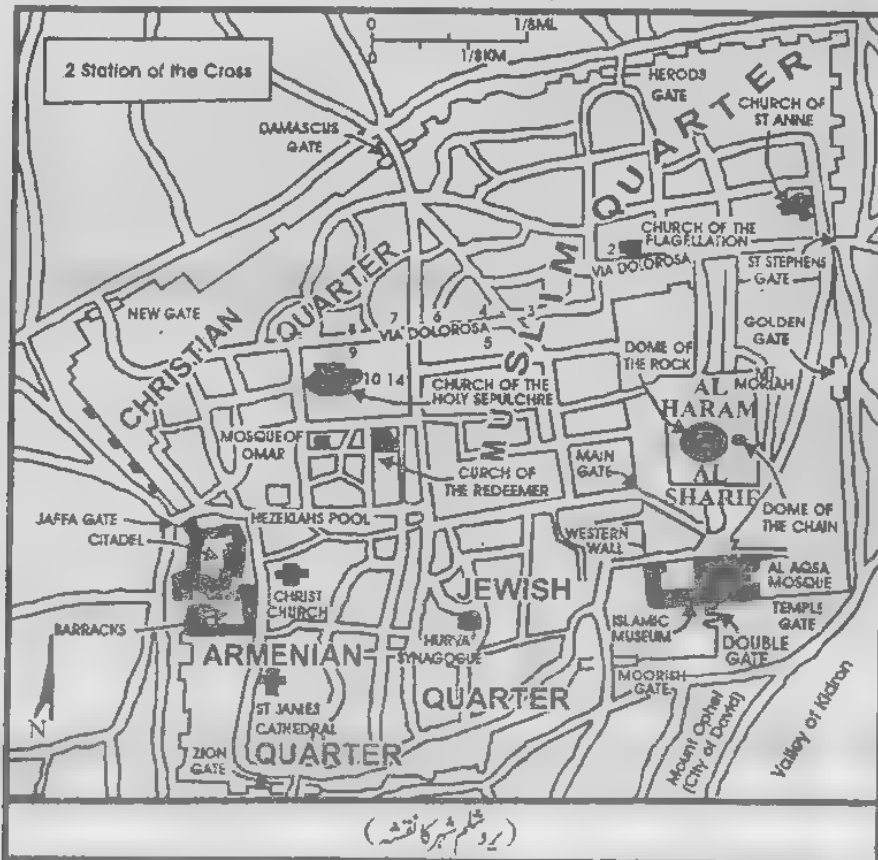 0 1/8ML
0 1/8KM
2 Station of the Cross
HERODS
GATE
QUARTER
CHURCH OF
ST ANNE
DAMASCUS
GATE
CHURCH OF THE
FLAGELLATION
2
VIA DOLOROSA
ST STEPHENS
GATE
MUSLIM
QUARTER
CHRISTIAN
NEW GATE
7 6 4 3
8 VIA DOLOROSA 5
9
10 14
GOLDEN
GATE
DOME OF
THE ROCK
MT
MORIAH
AL
HARAM
AL
SHARIF
CHURCH OF THE
HOLY SEPULCHRE
MOSQUE OF
OMAR
CURCH OF
THE REDEEMER
MAIN
GATE
DOME OF
THE CHAIN
JAFFA GATE
HEZEKIAHS POOL
CITADEL
WESTERN
WALL
AL AQSA
MOSQUE
CHRIST
CHURCH
JEWISH
QUARTER
TEMPLE
GATE
ISLAMIC
MUSEUM
DOUBLE
GATE
BARRACKS
HURVA
SYNAGOGUE
ARMENIAN
QUARTER
MOORISH
GATE
ST JAMES
CATHEDRAL
N
ZION
GATE
Mount Ophel
(City of David)
Valley of Kidron
(یروشلم شہر کا نقشہ)